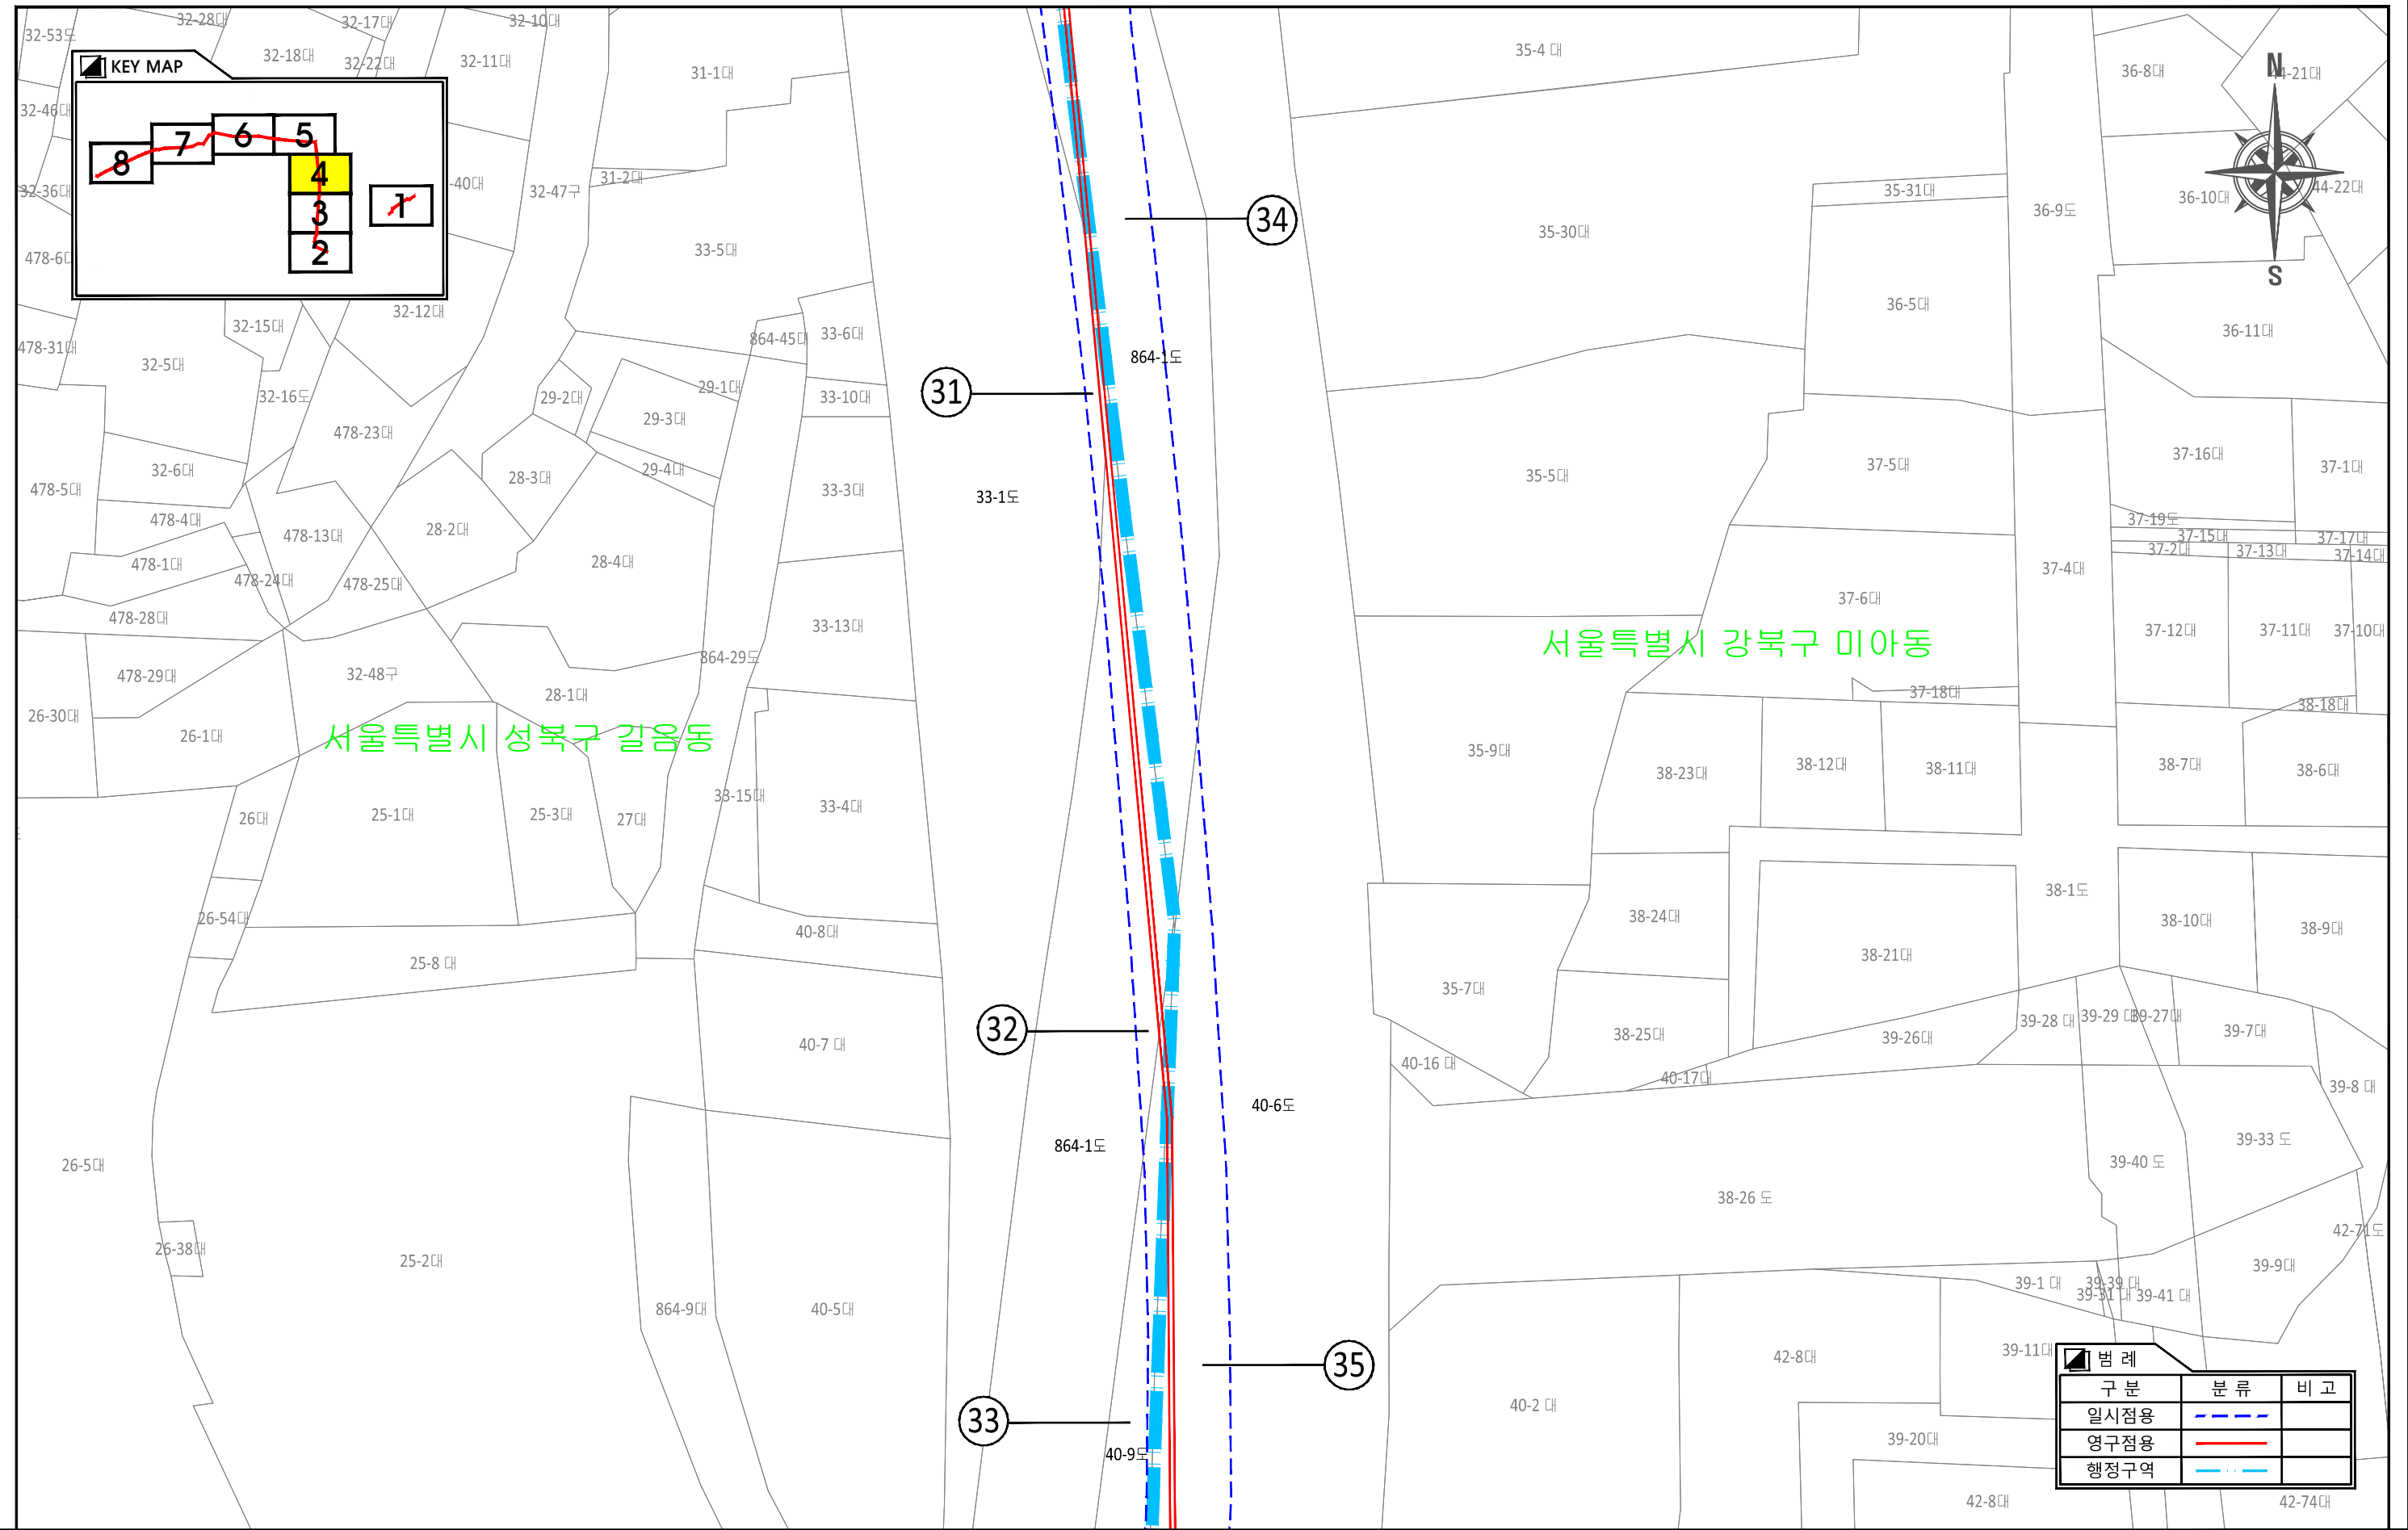 32-28대
32-17대
32-10대
32-53도
32-18대
32-22대
32-11대
31-1대
35-4 대
36-8대
44-21대
N
S
KEY MAP
8
7
6
5
4
3
2
1
32-46대
32-36대
-40대
32-47구
31-2대
34
35-31대
36-9도
36-10대
44-22대
478-6대
33-5대
35-30대
32-12대
32-15대
864-45대
33-6대
864-1도
36-5대
36-11대
478-31대
32-5대
32-16도
29-2대
29-1대
33-10대
31
29-3대
478-23대
32-6대
28-3대
29-4대
33-3대
33-1도
35-5대
37-5대
37-16대
37-1대
478-5대
478-4대
478-13대
28-2대
37-19도
37-15대
37-17대
37-2대
37-13대
37-14대
478-1대
478-24대
478-25대
28-4대
37-4대
37-6대
478-28대
33-13대
서울특별시 강북구 미아동
37-12대
37-11대
37-10대
478-29대
32-48구
864-29도
28-1대
37-18대
38-18대
26-30대
26-1대
서울특별시 성북구 길음동
35-9대
38-23대
38-12대
38-11대
38-7대
38-6대
26대
25-1대
25-3대
27대
33-15대
33-4대
38-1도
26-54대
40-8대
38-24대
38-10대
38-9대
25-8 대
38-21대
35-7대
32
40-7 대
38-25대
39-26대
39-28 대
39-29 대
39-27대
39-7대
40-16 대
40-17대
39-8 대
40-6도
864-1도
26-5대
39-40 도
39-33 도
38-26 도
26-38대
25-2대
42-71도
39-9대
864-9대
40-5대
39-1 대
39-39 대
39-31 대
39-41 대
35
42-8대
39-11대
33
40-9도
40-2 대
39-20대
42-8대
42-74대
범 례
구 분 분 류 비 고
일시점용
영구점용
행정구역